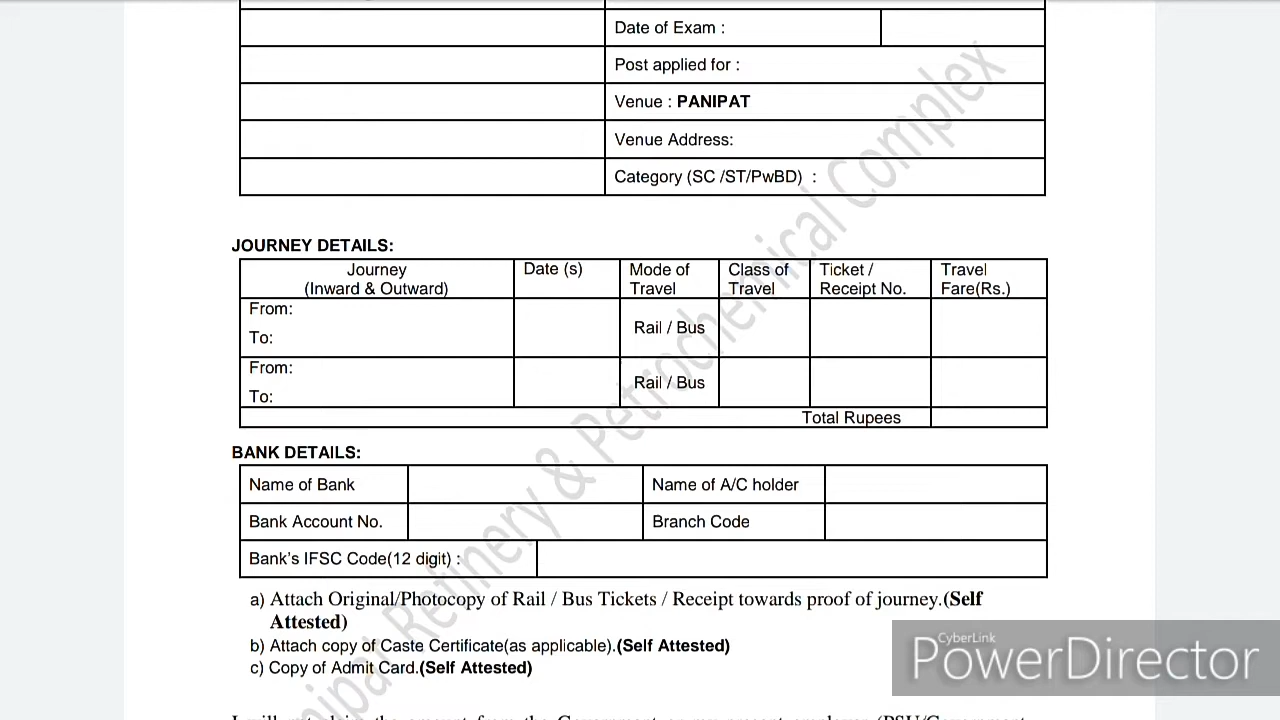 Date of Exam :
Post applied for :
Venue : PANIPAT
Venue Address:
Category (SC /ST/PwBD) :
JOURNEY DETAILS:
Journey (Inward & Outward) Date (s) Mode of Travel Class of Travel Ticket / Receipt No. Travel Fare(Rs.)
From:
To:
Rail / Bus
From:
To:
Rail / Bus
Total Rupees
BANK DETAILS:
Name of Bank Name of A/C holder
Bank Account No. Branch Code
Bank's IFSC Code(12 digit) :
a) Attach Original/Photocopy of Rail / Bus Tickets / Receipt towards proof of journey.(Self
Attested)
b) Attach copy of Caste Certificate(as applicable).(Self Attested)
c) Copy of Admit Card.(Self Attested)
Refinery & Petrochemical Complex
CyberLink
PowerDirector